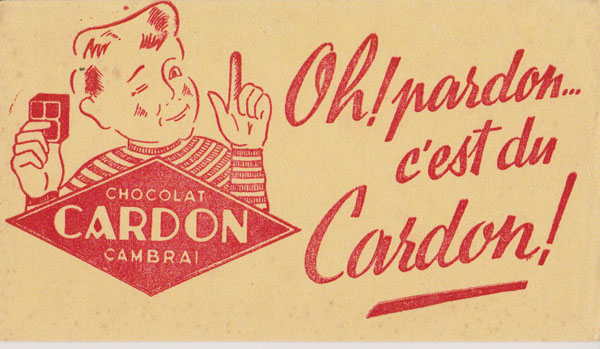 CHOCOLAT
CARDON
CAMBRAI
Oh! pardon...
c'est du
Cardon!